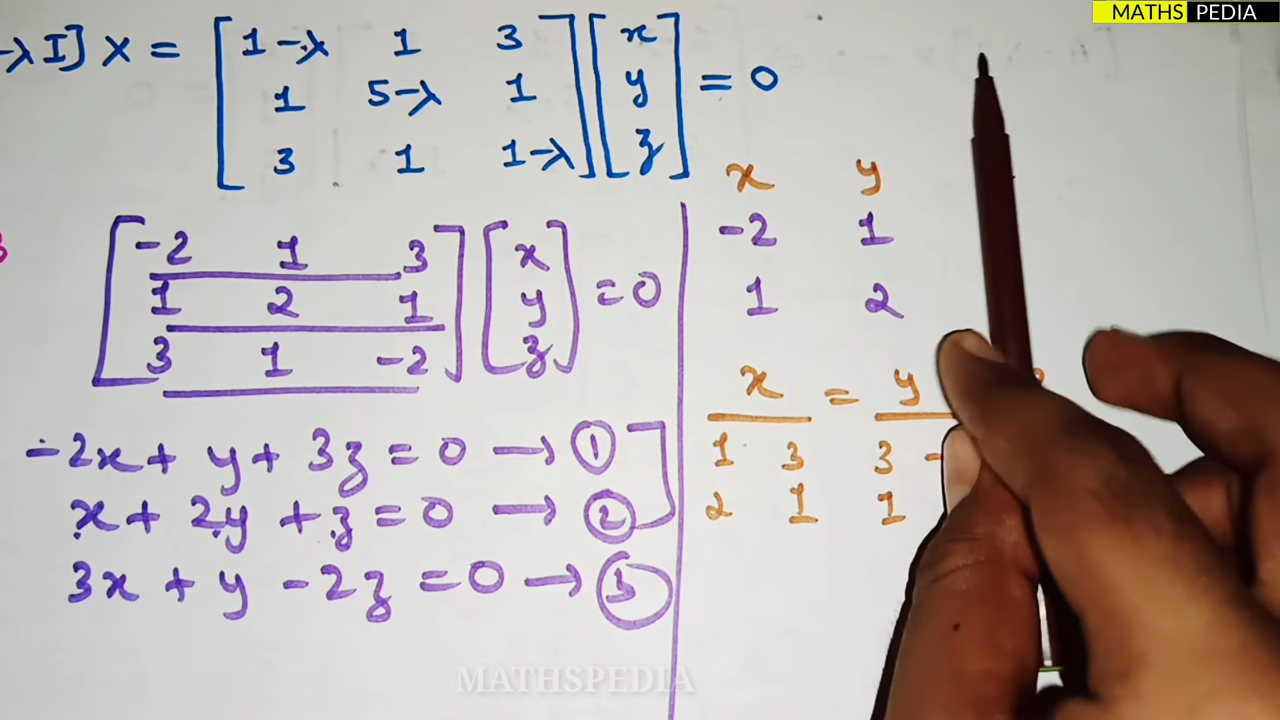 MATHS PEDIA
-λI] X = [1-λ 1 3] [x]
[1 5-λ 1] [y] = 0
[3 1 1-λ] [z]
[-2 1 3] [x]
[1 2 1] [y] = 0
[3 1 -2] [z]
-2x + y + 3z = 0 → ①
x + 2y + z = 0 → ②
3x + y - 2z = 0 → ③
x y
-2 1
1 2
x = y
1 3 3 -
2 1 1
MATHSPEDIA